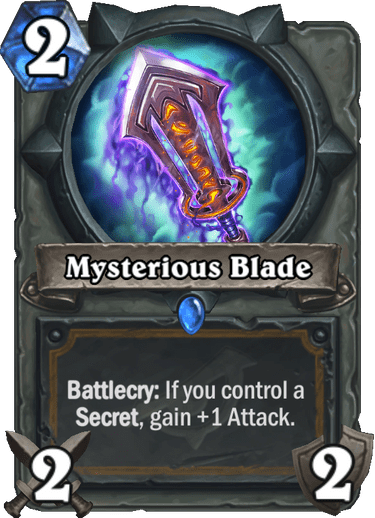 2
Mysterious Blade
Battlecry: If you control a
Secret, gain +1 Attack.
2
2